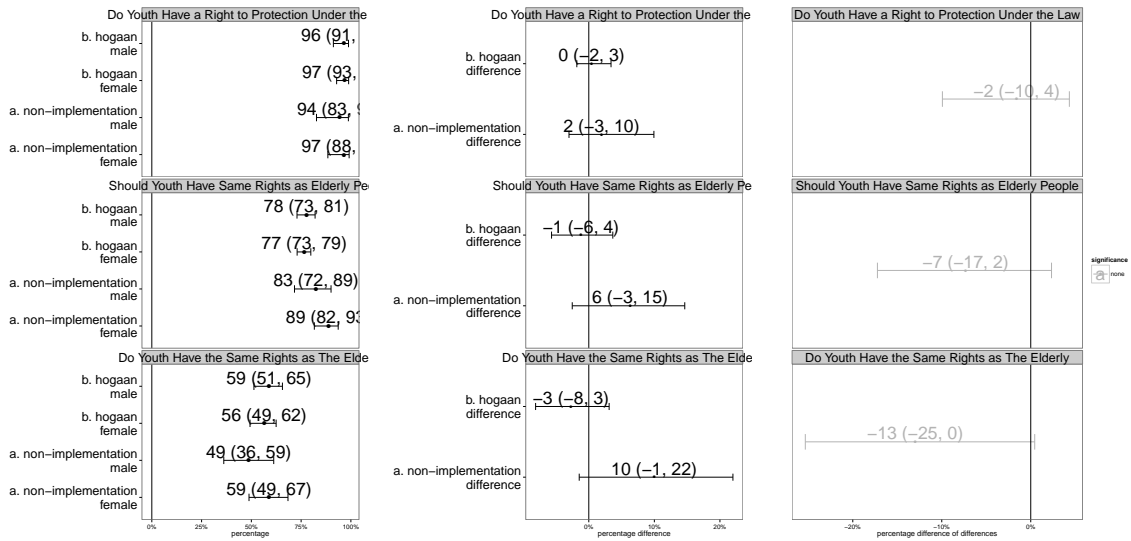 Do Youth Have a Right to Protection Under the
b. hogaan
male
96 (91,
b. hogaan
female
97 (93,
a. non−implementation
male
94 (83, 9
a. non−implementation
female
97 (88,
Should Youth Have Same Rights as Elderly Pe
b. hogaan
male
78 (73, 81)
b. hogaan
female
77 (73, 79)
a. non−implementation
male
83 (72, 89)
a. non−implementation
female
89 (82, 93
Do Youth Have the Same Rights as The Elde
b. hogaan
male
59 (51, 65)
b. hogaan
female
56 (49, 62)
a. non−implementation
male
49 (36, 59)
a. non−implementation
female
59 (49, 67)
0% 25% 50% 75% 100%
percentage
Do Youth Have a Right to Protection Under the
b. hogaan
difference
0 (−2, 3)
a. non−implementation
difference
2 (−3, 10)
Should Youth Have Same Rights as Elderly Pe
b. hogaan
difference
−1 (−6, 4)
a. non−implementation
difference
6 (−3, 15)
Do Youth Have the Same Rights as The Elde
b. hogaan
difference
−3 (−8, 3)
a. non−implementation
difference
10 (−1, 22)
0% 10% 20%
percentage difference
Do Youth Have a Right to Protection Under the Law
−2 (−10, 4)
Should Youth Have Same Rights as Elderly People
−7 (−17, 2)
Do Youth Have the Same Rights as The Elderly
−13 (−25, 0)
−20% −10% 0%
percentage difference of differences
significance
a none